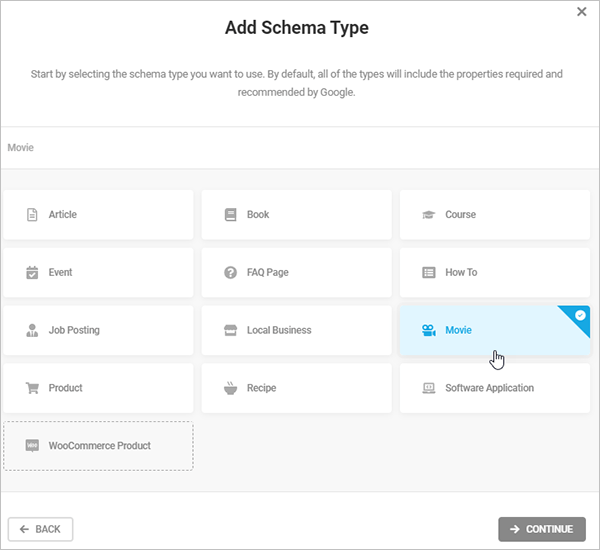 Add Schema Type
Start by selecting the schema type you want to use. By default, all of the types will include the properties required and
recommended by Google.
Movie
Article
Book
Course
Event
FAQ Page
How To
Job Posting
Local Business
Movie
Product
Recipe
Software Application
WooCommerce Product
BACK
CONTINUE